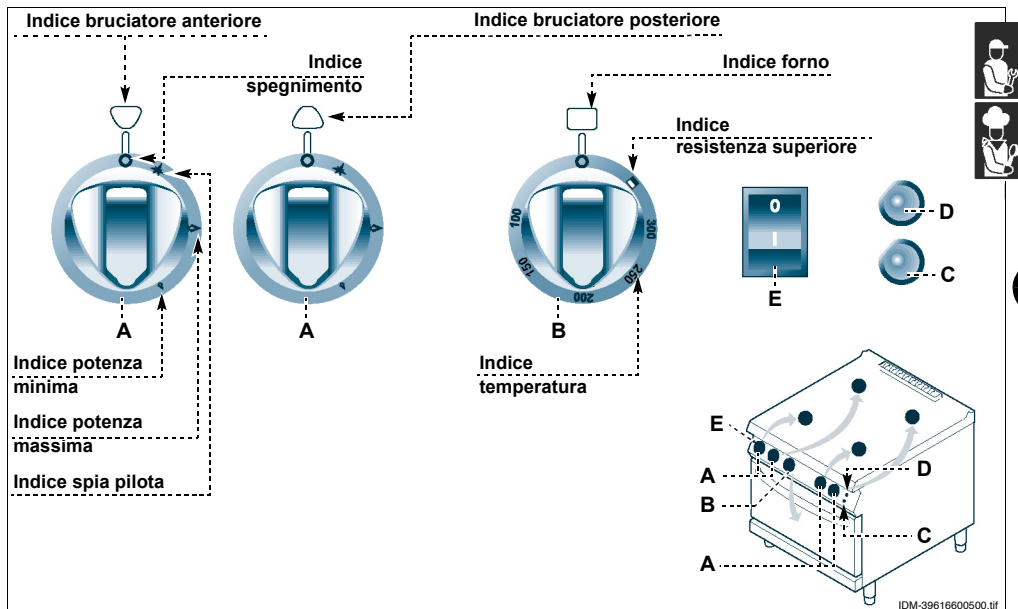 Indice bruciatore anteriore
Indice bruciatore posteriore
Indice
spegnimento
Indice forno
Indice
resistenza superiore
100
150
200
250
300
0
I
D
C
E
A
A
B
Indice potenza
minima
Indice
temperatura
Indice potenza
massima
Indice spia pilota
E
A
B
A
D
C
IDM-39616600500.tif